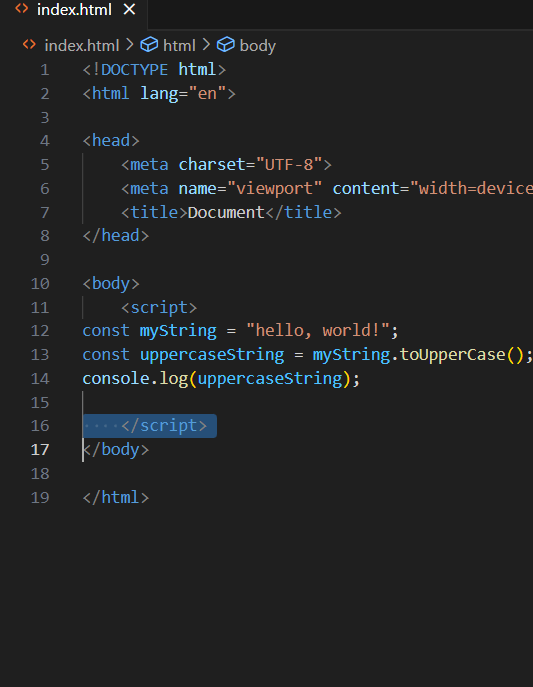 index.html
index.html html body
1 <!DOCTYPE html>
2 <html lang="en">
3
4 <head>
5 <meta charset="UTF-8">
6 <meta name="viewport" content="width=device
7 <title>Document</title>
8 </head>
9
10 <body>
11 <script>
12 const myString = "hello, world!";
13 const uppercaseString = myString.toUpperCase();
14 console.log(uppercaseString);
15
16 </script>
17 </body>
18
19 </html>